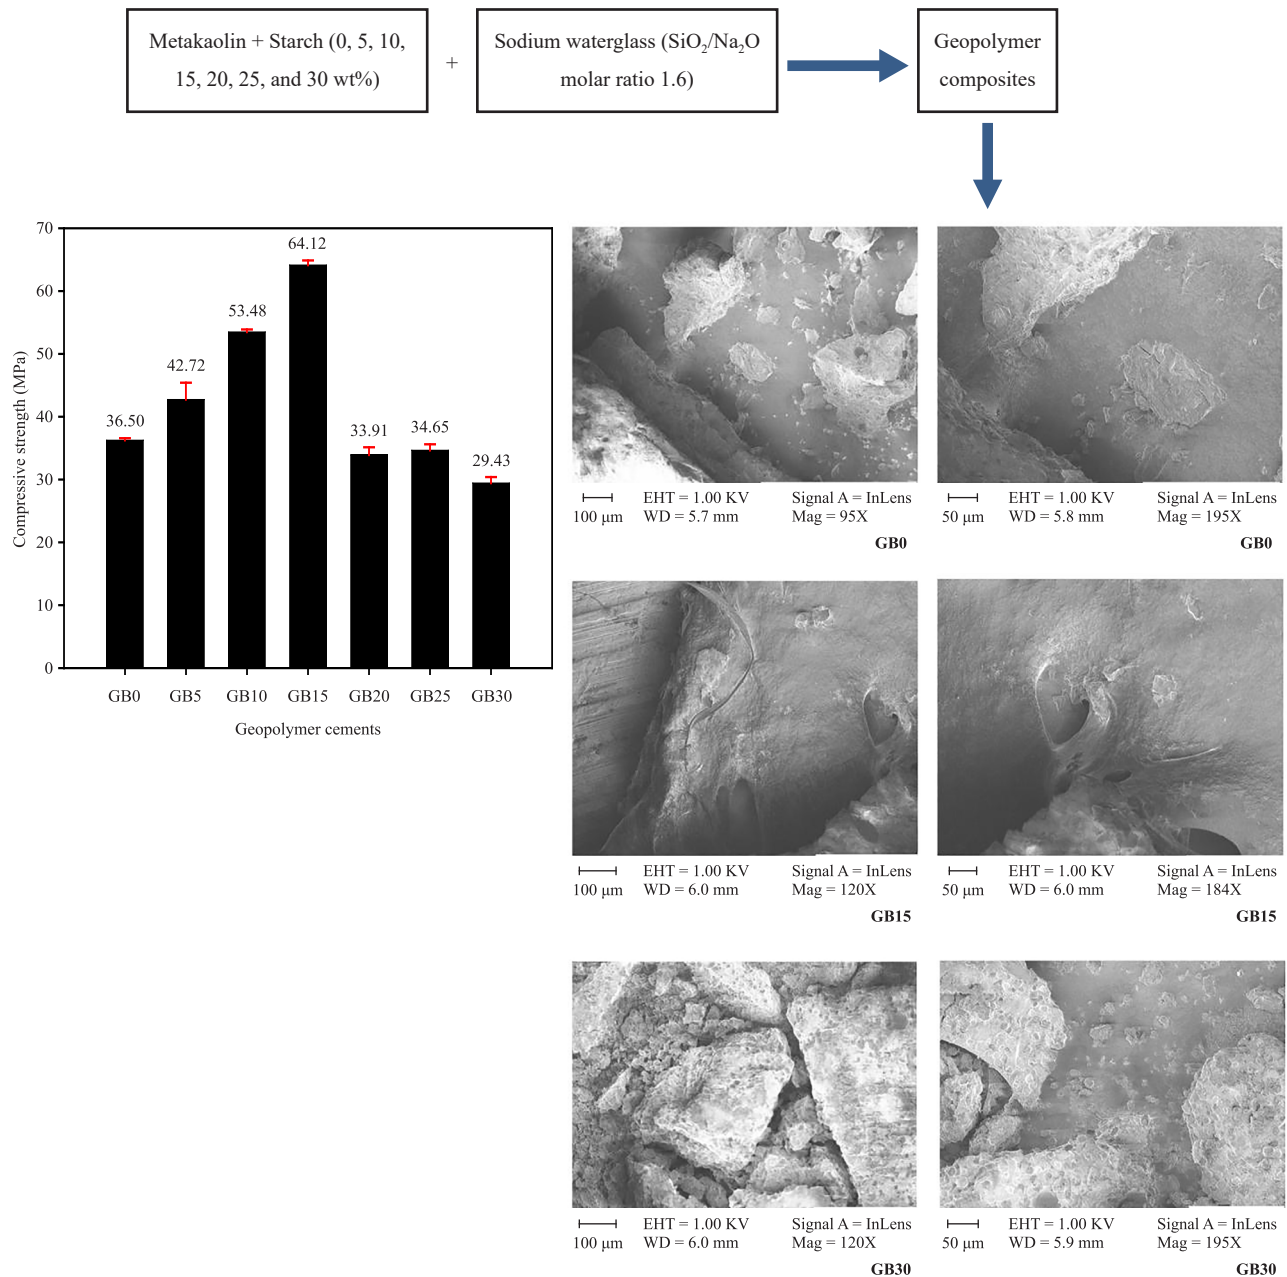 Metakaolin + Starch (0, 5, 10,
15, 20, 25, and 30 wt%)
+
Sodium waterglass (SiO₂/Na₂O
molar ratio 1.6)
Geopolymer
composites
Compressive strength (MPa)
70
60
50
40
30
20
10
0
36.50
42.72
53.48
64.12
33.91
34.65
29.43
GB0
GB5
GB10
GB15
GB20
GB25
GB30
Geopolymer cements
100 μm
EHT = 1.00 KV
WD = 5.7 mm
Signal A = InLens
Mag = 95X
GB0
50 μm
EHT = 1.00 KV
WD = 5.8 mm
Signal A = InLens
Mag = 195X
GB0
100 μm
EHT = 1.00 KV
WD = 6.0 mm
Signal A = InLens
Mag = 120X
GB15
50 μm
EHT = 1.00 KV
WD = 6.0 mm
Signal A = InLens
Mag = 184X
GB15
100 μm
EHT = 1.00 KV
WD = 6.0 mm
Signal A = InLens
Mag = 120X
GB30
50 μm
EHT = 1.00 KV
WD = 5.9 mm
Signal A = InLens
Mag = 195X
GB30